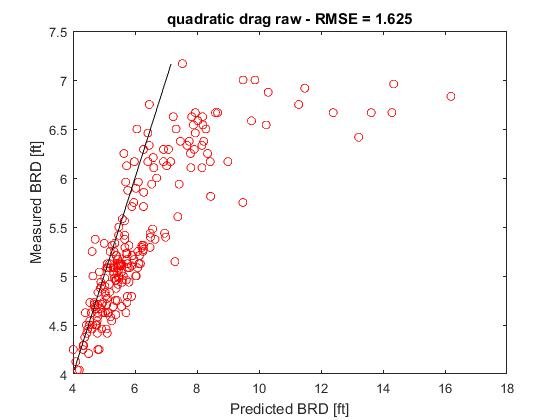 quadratic drag raw - RMSE = 1.625
7.5
7
6.5
6
5.5
5
4.5
4
Measured BRD [ft]
4 6 8 10 12 14 16 18
Predicted BRD [ft]